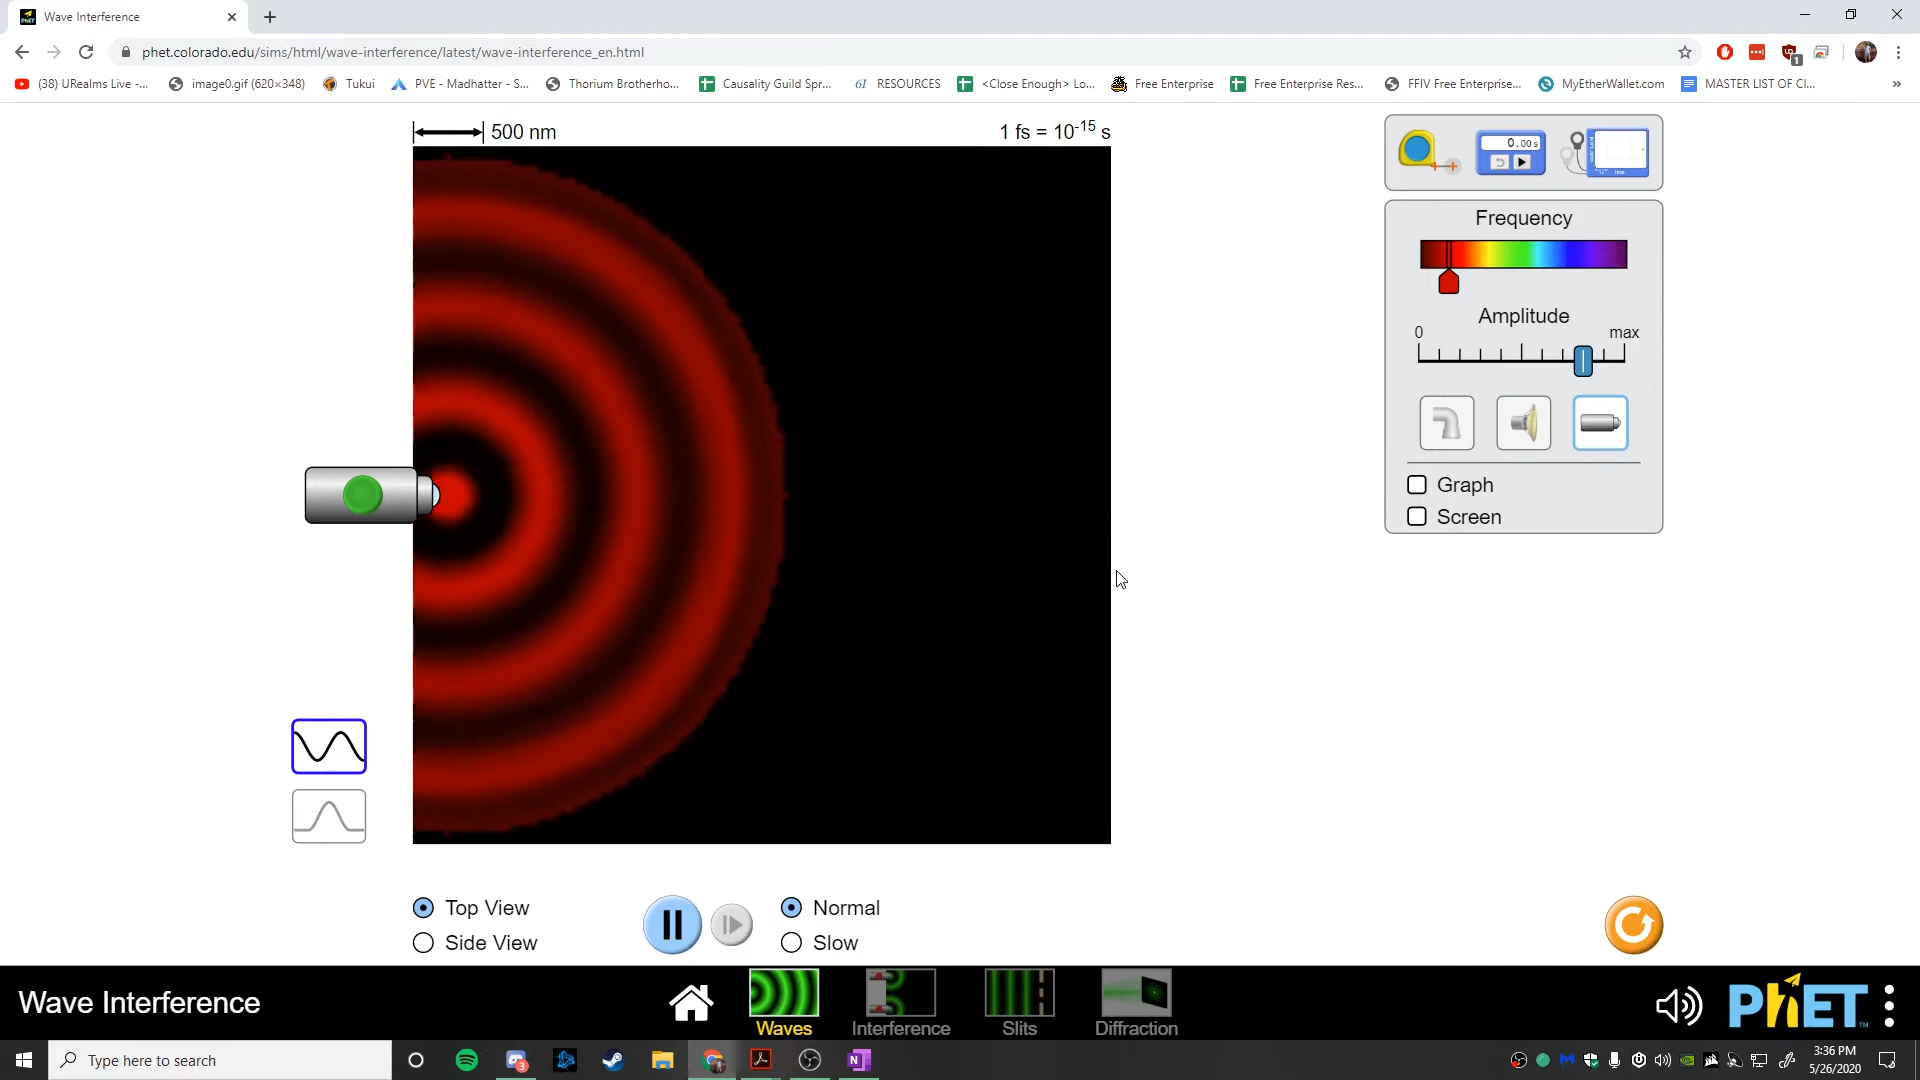 Wave Interference
phet.colorado.edu/sims/html/wave-interference/latest/wave-interference_en.html
1
(38) URealms Live -...
image0.gif (620×348)
Tukui
PVE - Madhatter - S...
Thorium Brotherho...
Causality Guild Spr...
RESOURCES
<Close Enough> Lo...
Free Enterprise
Free Enterprise Res...
FFIV Free Enterprise...
MyEtherWallet.com
MASTER LIST OF Cl...
»
500 nm
1 fs = 10⁻¹⁵ s
0.00 s
Time
Frequency
Amplitude
0
max
Graph
Screen
Top View
Side View
Normal
Slow
Wave Interference
Waves
Interference
Slits
Diffraction
PhET
Type here to search
3
3:36 PM
5/26/2020